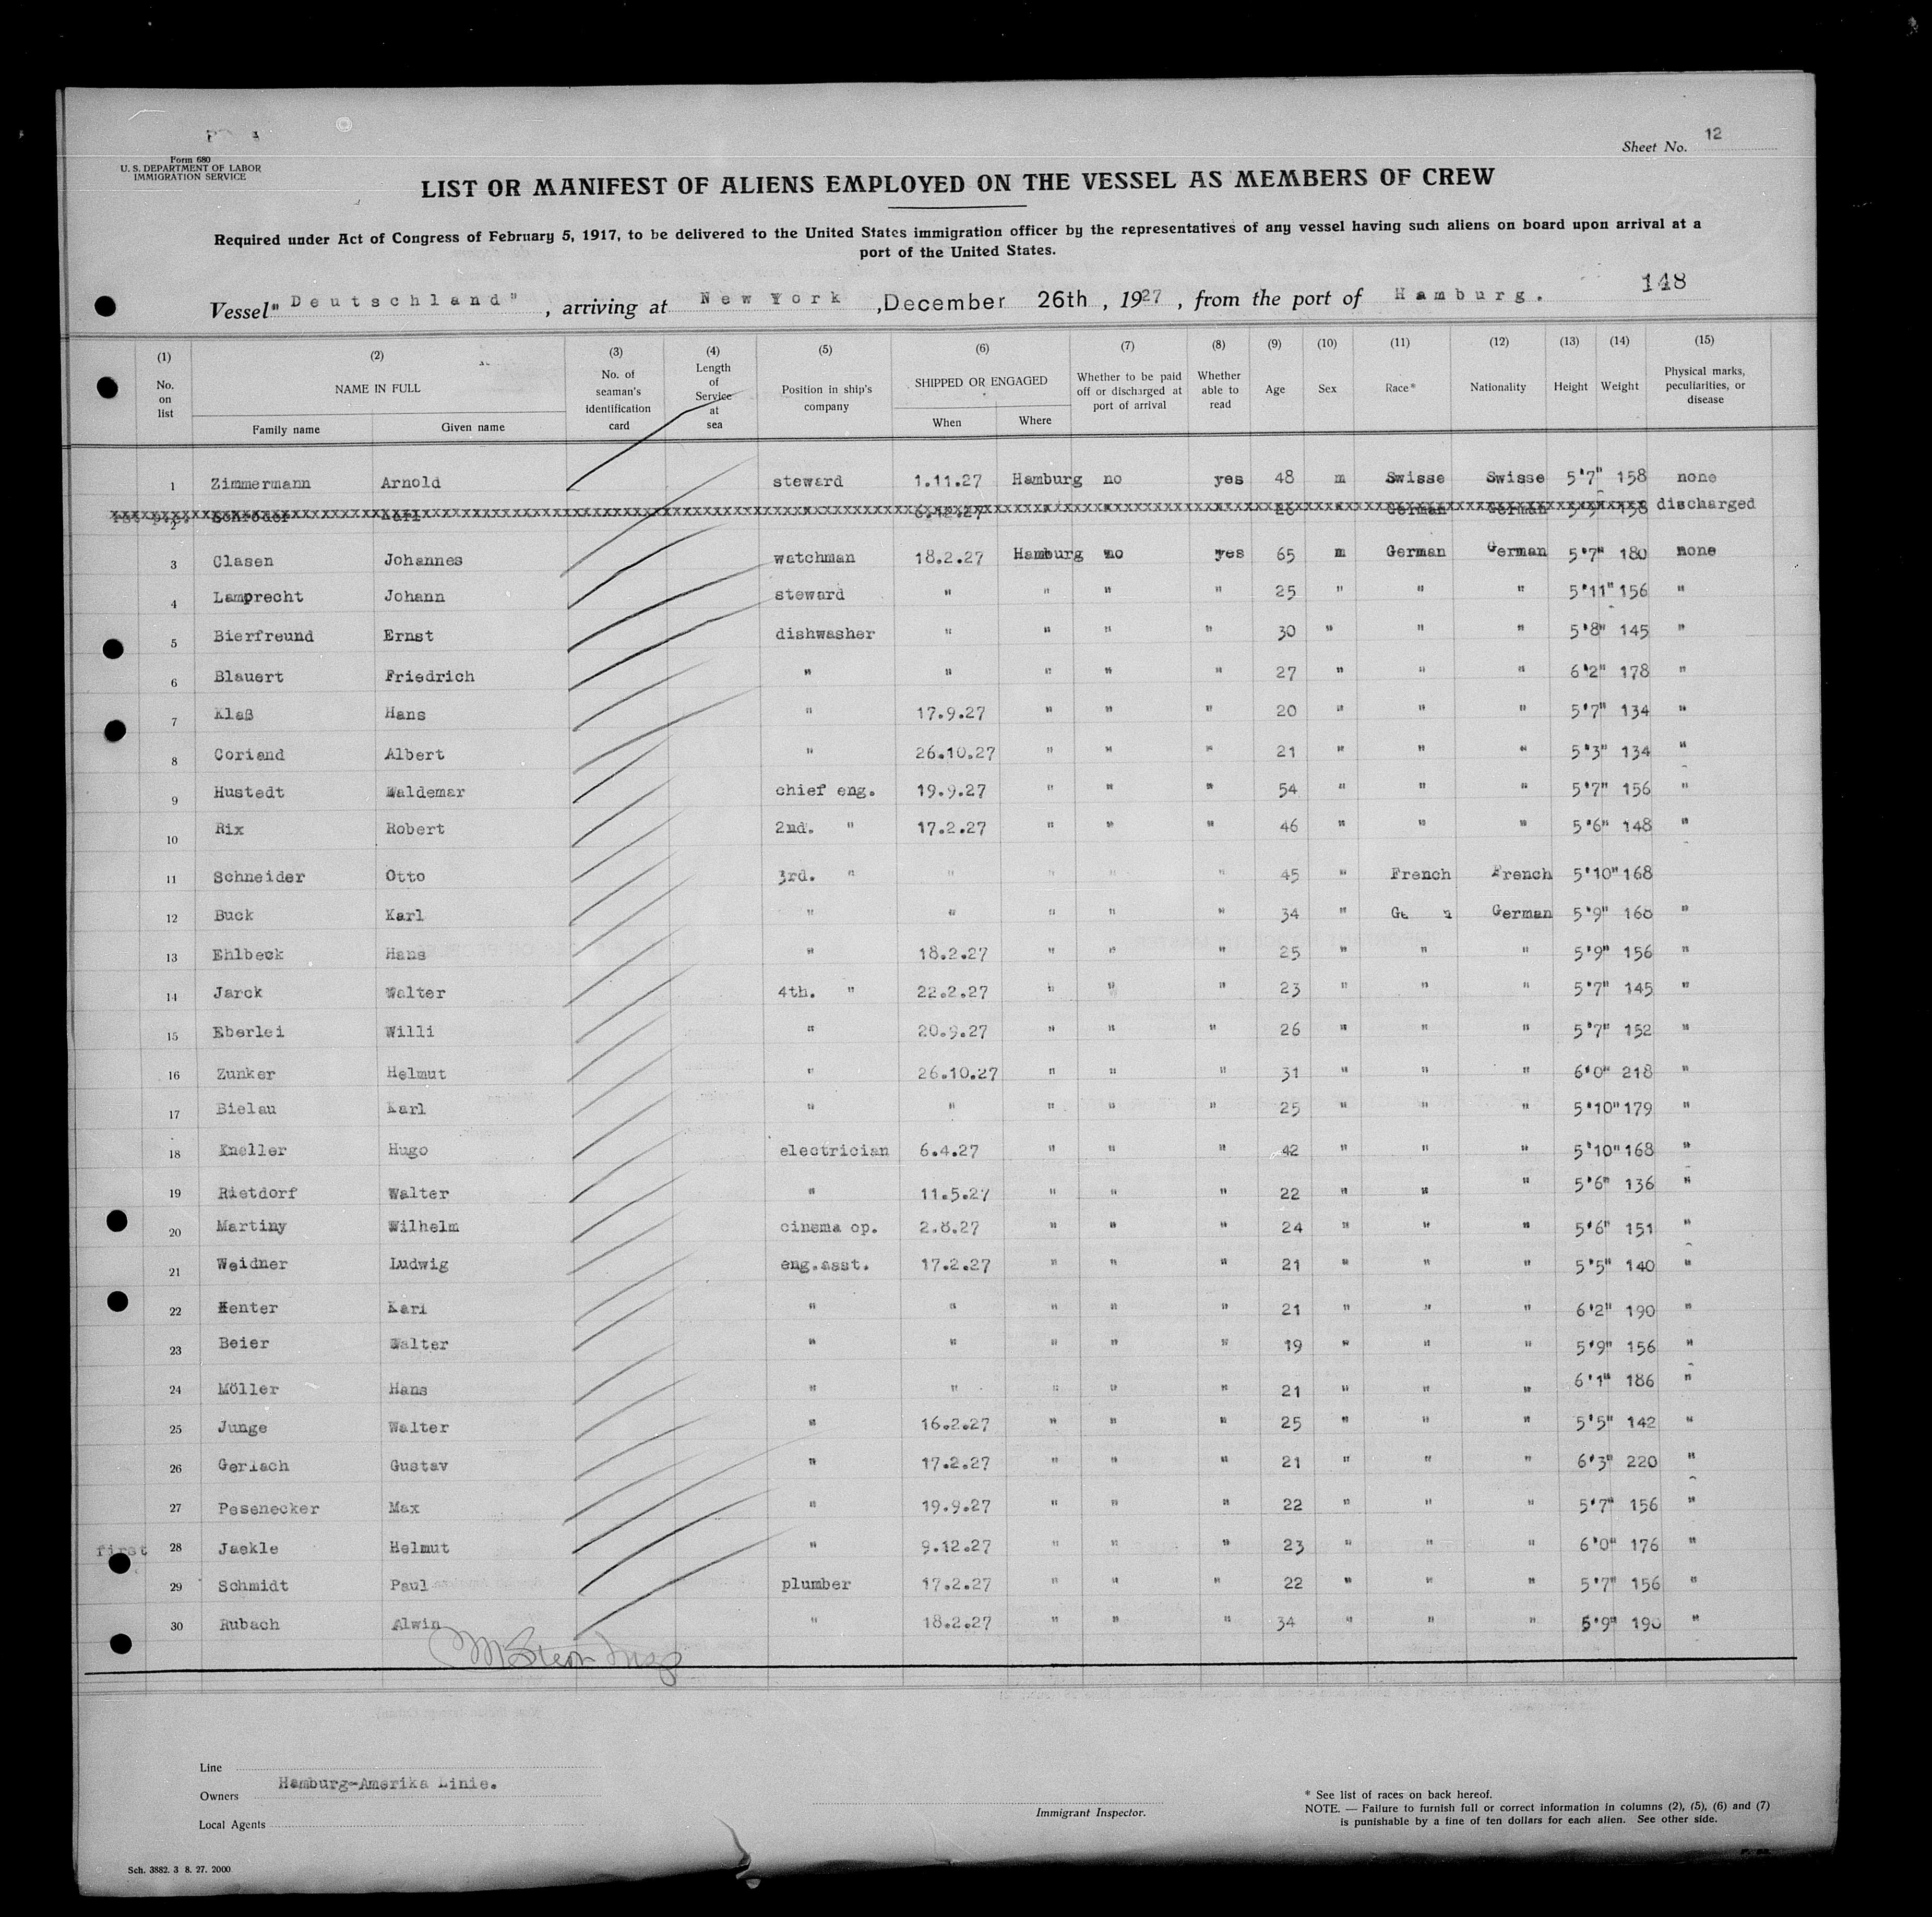 Sheet No. 12
Form 680
U. S. DEPARTMENT OF LABOR
IMMIGRATION SERVICE
LIST OR MANIFEST OF ALIENS EMPLOYED ON THE VESSEL AS MEMBERS OF CREW
Required under Act of Congress of February 5, 1917, to be delivered to the United States immigration officer by the representatives of any vessel having such aliens on board upon arrival at a
port of the United States.
148
Vessel "Deutschland", arriving at New York, December 26th, 1927, from the port of Hamburg.
(1) (2) (3) (4) (5) (6) (7) (8) (9) (10) (11) (12) (13) (14) (15)
No. on list NAME IN FULL Family name Given name No. of seaman's identification card Length of Service at sea Position in ship's company SHIPPED OR ENGAGED When Where Whether to be paid off or discharged at port of arrival Whether able to read Age Sex Race* Nationality Height Weight Physical marks, peculiarities, or disease
1 Zimmermann Arnold steward 1.11.27 Hamburg no yes 48 m Swisse Swisse 5'7" 158 none
2 Schröder German German discharged
3 Clasen Johannes watchman 18.2.27 Hamburg no yes 65 m German German 5'7" 180 none
4 Lamprecht Johann steward " " " " 25 " " " 5'11" 156 "
5 Bierfreund Ernst dishwasher " " " " 30 " " " 5'8" 145 "
6 Blauert Friedrich " " " " " 27 " " " 6'2" 178 "
7 Klaß Hans " 17.9.27 " " " 20 " " " 5'7" 134 "
8 Coriand Albert " 26.10.27 " " " 21 " " " 5'3" 134 "
9 Hustedt Waldemar chief eng. 19.9.27 " " " 54 " " " 5'7" 156 "
10 Rix Robert 2nd. " 17.2.27 " " " 46 " " " 5'6" 148 "
11 Schneider Otto 3rd. " " " " " 45 " French French 5'10" 168
12 Buck Karl " " " " " 34 " German 5'9" 168 "
13 Ehlbeck Hans " 18.2.27 " " " 25 " " " 5'9" 156 "
14 Jarck Walter 4th. " 22.2.27 " " " 23 " " " 5'7" 145 "
15 Eberlei Willi " 20.9.27 " " " 26 " " " 5'7" 152 "
16 Zunker Helmut " 26.10.27 " " " 31 " " " 6'0" 218 "
17 Bielau Karl " " " " " 25 " " " 5'10" 179 "
18 Kneller Hugo electrician 6.4.27 " " " 42 " " " 5'10" 168 "
19 Rietdorf Walter " 11.5.27 " " " 22 " " " 5'6" 136 "
20 Martiny Wilhelm cinema op. 2.8.27 " " " 24 " " " 5'6" 151 "
21 Weidner Ludwig eng.asst. 17.2.27 " " " 21 " " " 5'5" 140 "
22 Henter Karl " " " " " 21 " " " 6'2" 190 "
23 Beier Walter " " " " " 19 " " " 5'9" 156 "
24 Möller Hans " " " " " 21 " " " 6'1" 186 "
25 Junge Walter " 16.2.27 " " " 25 " " " 5'5" 142 "
26 Gerlach Gustav " 17.2.27 " " " 21 " " " 6'3" 220 "
27 Pesenecker Max " 19.9.27 " " " 22 " " " 5'7" 156 "
first 28 Jaekle Helmut " 9.12.27 " " " 23 " " " 6'0" 176 "
29 Schmidt Paul plumber 17.2.27 " " " 22 " " " 5'7" 156 "
30 Rubach Alwin " 18.2.27 " " " 34 " " " 5'9" 190 "
Line
Owners Hamburg-Amerika Linie.
Local Agents
Immigrant Inspector.
* See list of races on back hereof.
NOTE. — Failure to furnish full or correct information in columns (2), (5), (6) and (7)
is punishable by a fine of ten dollars for each alien. See other side.
Sch. 3882. 3 8. 27. 2000